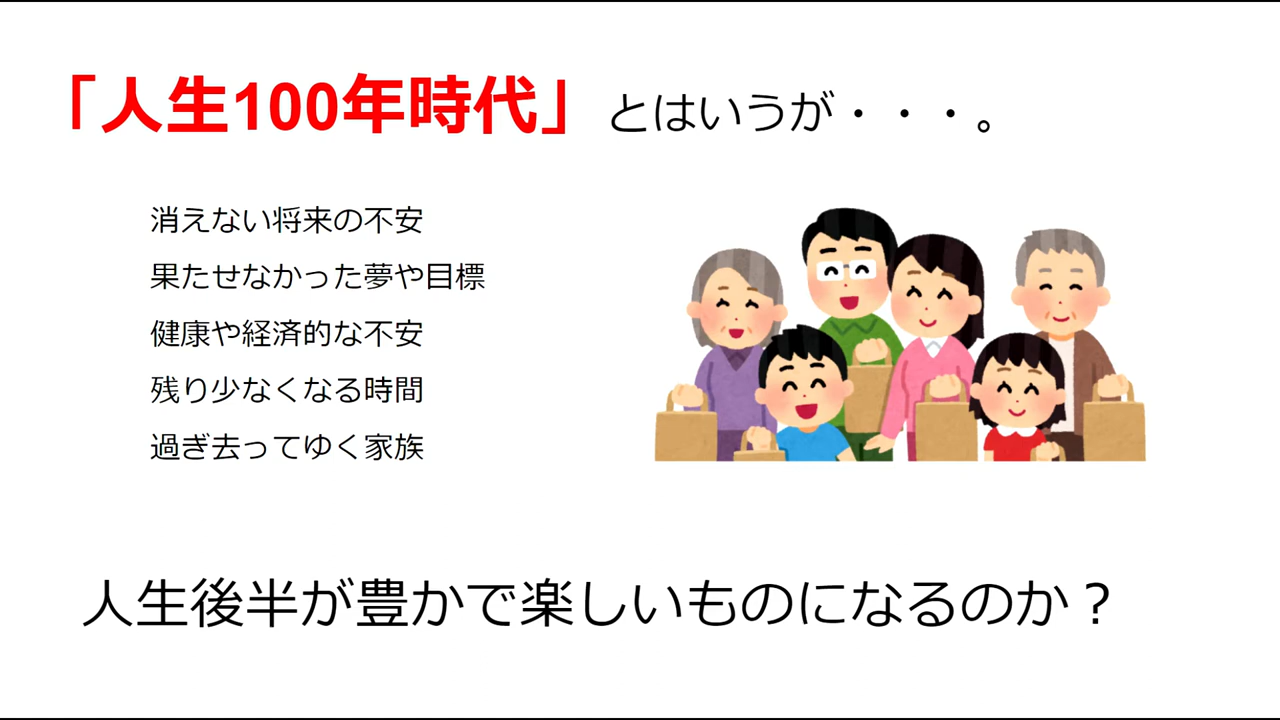 「人生100年時代」とはいうが・・・。
消えない将来の不安
果たせなかった夢や目標
健康や経済的な不安
残り少なくなる時間
過ぎ去ってゆく家族
人生後半が豊かで楽しいものになるのか？